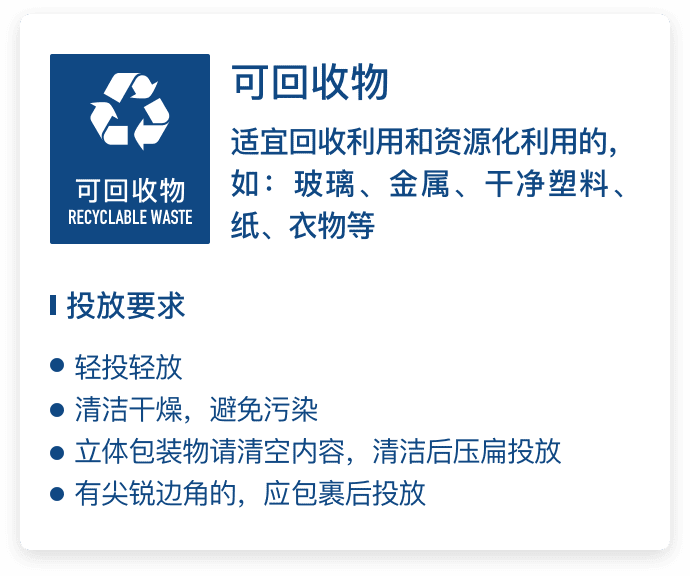 可回收物
RECYCLABLE WASTE
可回收物
适宜回收利用和资源化利用的，
如：玻璃、金属、干净塑料、
纸、衣物等
投放要求
轻投轻放
清洁干燥，避免污染
立体包装物请清空内容，清洁后压扁投放
有尖锐边角的，应包裹后投放